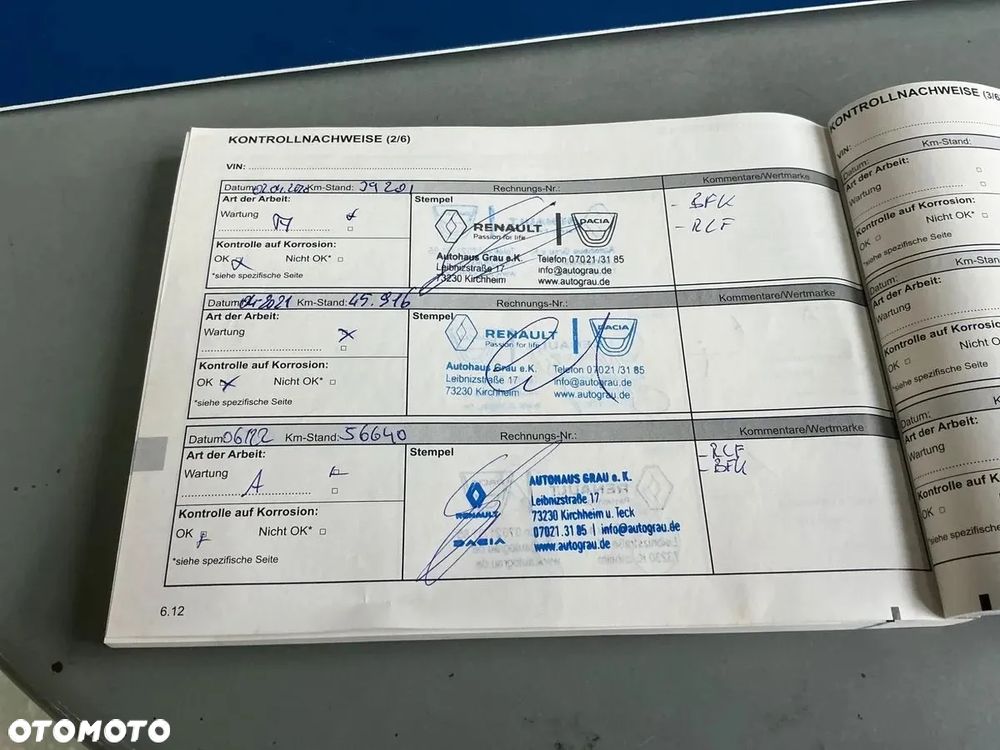 KONTROLLNACHWEISE (2/6)
VIN:
Datum: 02.04. Km-Stand: 39201 Rechnungs-Nr.: Kommentare/Wertmarke
Art der Arbeit:
Wartung
Kontrolle auf Korrosion:
OK Nicht OK*
*siehe spezifische Seite
Stempel
RENAULT
Passion for life
DACIA
Autohaus Grau e.K. Telefon 07021/31 85
Leibnizstraße 17 info@autograu.de
73230 Kirchheim www.autograu.de
- BFK
- RCF
Datum: 04.2021 Km-Stand: 45.916 Rechnungs-Nr.: Kommentare/Wertmarke
Art der Arbeit:
Wartung
Kontrolle auf Korrosion:
OK Nicht OK*
*siehe spezifische Seite
Stempel
RENAULT
Passion for life
DACIA
Autohaus Grau e.K. Telefon 07021/31 85
Leibnizstraße 17 info@autograu.de
73230 Kirchheim www.autograu.de
Datum: 06/22 Km-Stand: 56640 Rechnungs-Nr.: Kommentare/Wertmarke
Art der Arbeit:
Wartung
A
Kontrolle auf Korrosion:
OK Nicht OK*
*siehe spezifische Seite
Stempel
RENAULT
DACIA
AUTOHAUS GRAU e. K.
Leibnizstraße 17
73230 Kirchheim u. Teck
07021. 31 85 | info@autograu.de
www.autograu.de
- RCF
- BFK
6.12
KONTROLLNACHWEISE (3/6
VIN:
Datum: Km-Stand:
Art der Arbeit:
Wartung
Kontrolle auf Korrosion:
OK Nicht OK*
*siehe spezifische Seite
Datum: Km-Stan
Art der Arbeit:
Wartung
Kontrolle auf Korrosio
OK Nicht O
*siehe spezifische Seite
Datum: K
Art der Arbeit:
Wartung
Kontrolle auf K
OK
*siehe spezifische
OTOMOTO